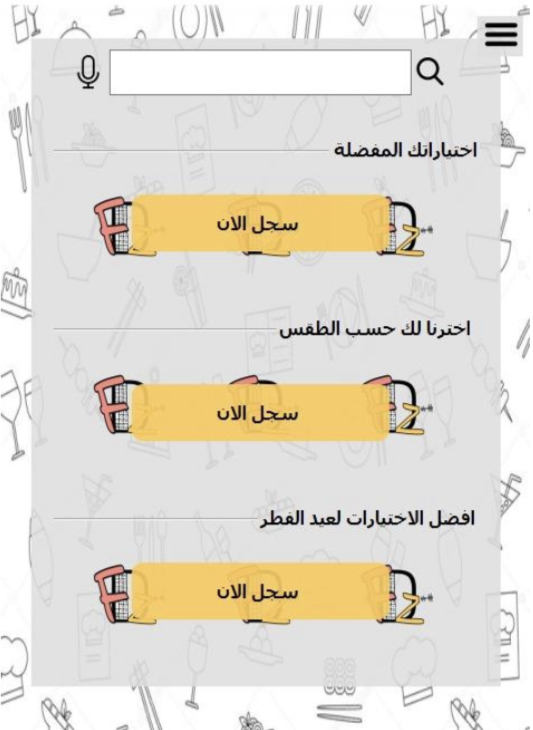 اختياراتك المفضلة
سجل الان
اخترنا لك حسب الطقس
سجل الان
افضل الاختيارات لعيد الفطر
سجل الان